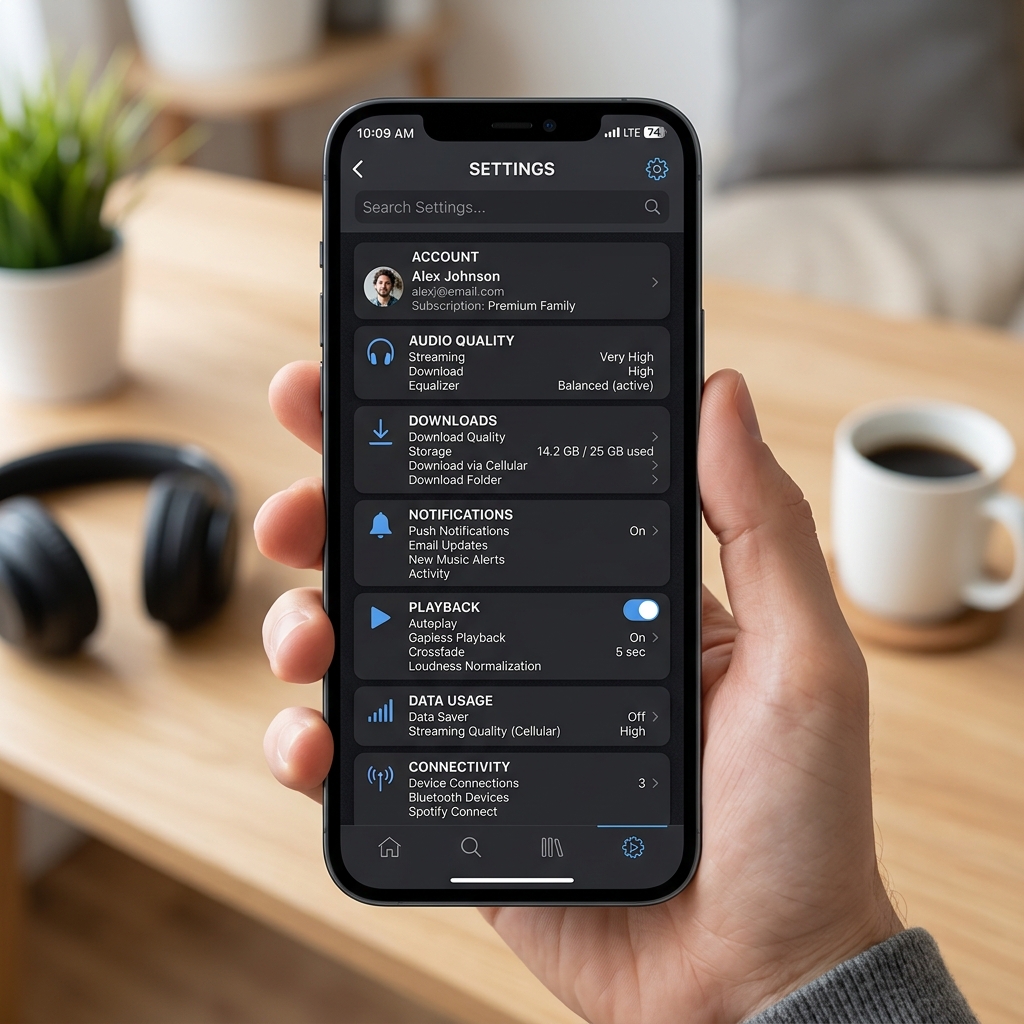 10:09 AM LTE 74
SETTINGS
Search Settings...
ACCOUNT
Alex Johnson
alexj@email.com
Subscription: Premium Family
AUDIO QUALITY
Streaming Very High
Download High
Equalizer Balanced (active)
DOWNLOADS
Download Quality
Storage 14.2 GB / 25 GB used
Download via Cellular
Download Folder
NOTIFICATIONS
Push Notifications On
Email Updates
New Music Alerts
Activity
PLAYBACK
Autoplay
Gapless Playback On
Crossfade 5 sec
Loudness Normalization
DATA USAGE
Data Saver Off
Streaming Quality (Cellular) High
CONNECTIVITY
Device Connections 3
Bluetooth Devices
Spotify Connect